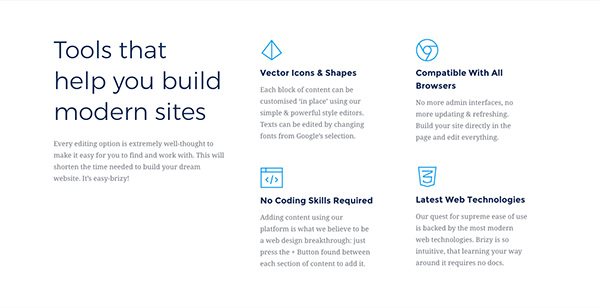 Tools that
help you build
modern sites
Every editing option is extremely well-thought to
make it easy for you to find and work with. This will
shorten the time needed to build your dream
website. It's easy-brizy!
Vector Icons & Shapes
Each block of content can be
customised 'in place' using our
simple & powerful style editors.
Texts can be edited by changing
fonts from Google's selection.
Compatible With All
Browsers
No more admin interfaces, no
more updating & refreshing.
Build your site directly in the
page and edit everything.
No Coding Skills Required
Adding content using our
platform is what we believe to be
a web design breakthrough: just
press the + Button found between
each section of content to add it.
Latest Web Technologies
Our quest for supreme ease of use
is backed by the most modern
web technologies. Brizy is so
intuitive, that learning your way
around it requires no docs.